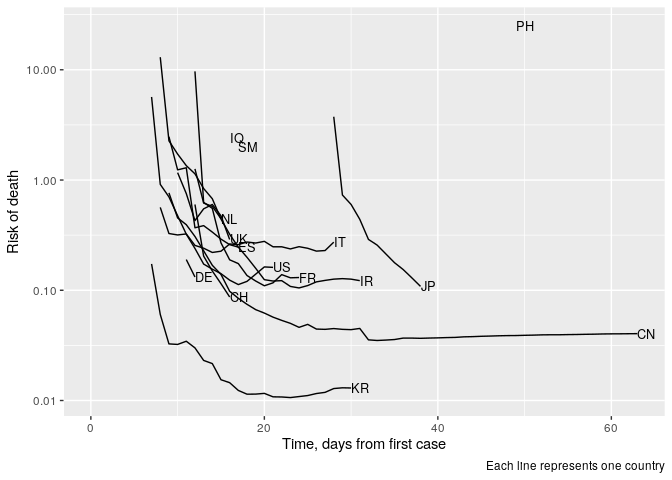 PH
10.00
IQ
SM
1.00
NL
UK
ES
IT
US
DE
FR
IR
JP
0.10
CH
CN
KR
0.01
0
20
40
60
Risk of death
Time, days from first case
Each line represents one country